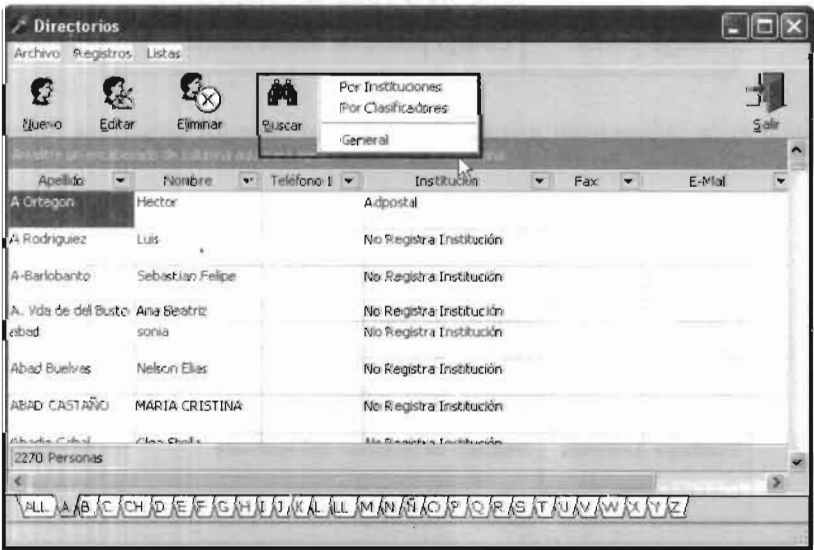 Directorios
Archivo Registros Listas
Nuevo Editar Eliminar Buscar Por Instituciones Salir
Por Clasificadores
General
Apellido Nombre Teléfono 1 Institución Fax E-Mial
A Ortegon Hector Adpostal
A Rodriguiez Luis No Registra Institución
A-Barlobanto Sebastian Felipe No Registra Institución
A. Vda de del Busto Ana Beatriz No Registra Institución
abad sonia No Registra Institución
Abad Buelvas Nelson Elias No Registra Institución
ABAD CASTAÑO MARIA CRISTINA No Registra Institución
2270 Personas
ALL A B C CH D E F G H I J K L LL M N Ñ O P Q R S T U V W X Y Z